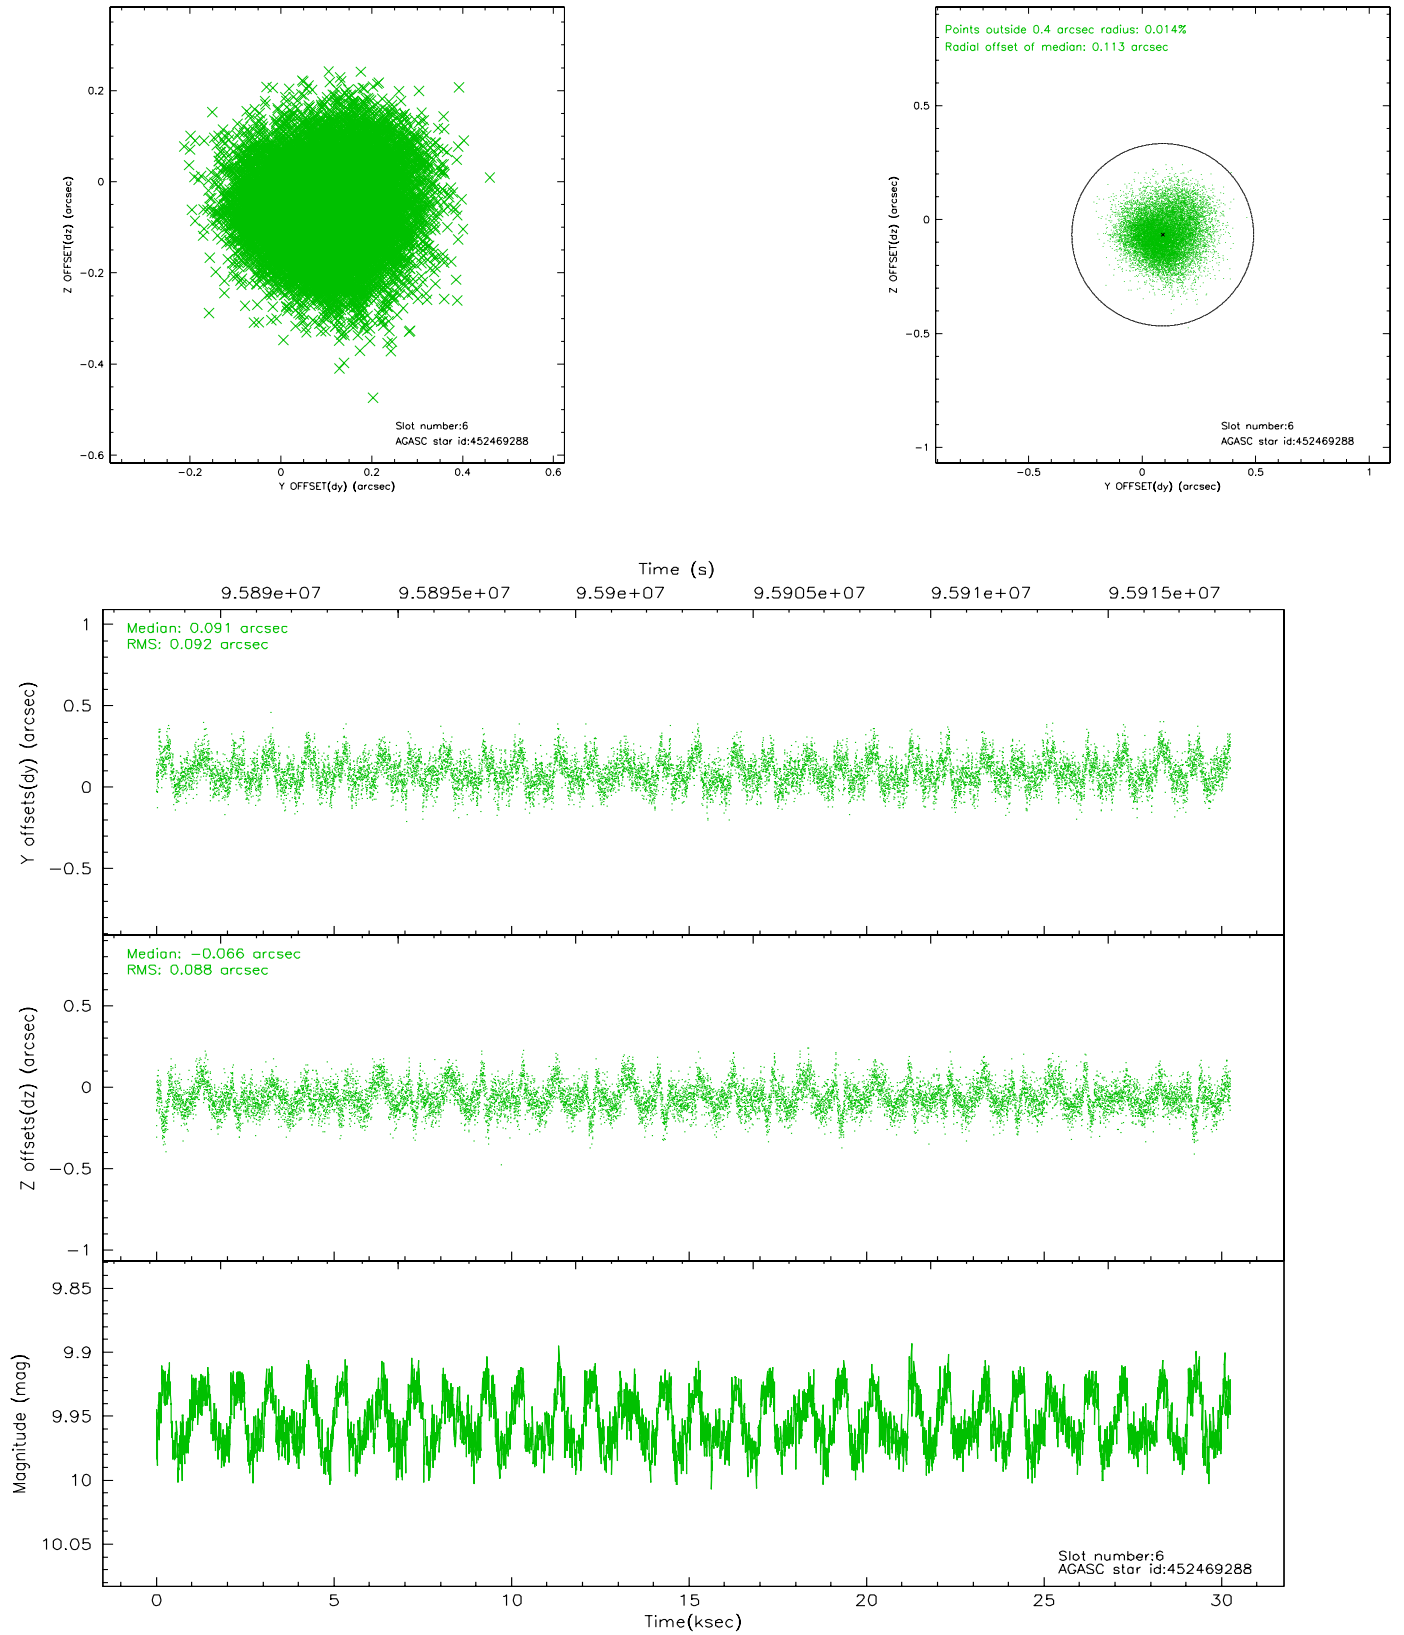 0.2
0
−0.2
−0.4
−0.6
Z OFFSET(dz) (arcsec)
Slot number:6
AGASC star id:452469288
−0.2 0 0.2 0.4 0.6
Y OFFSET(dy) (arcsec)
Points outside 0.4 arcsec radius: 0.014%
Radial offset of median: 0.113 arcsec
0.5
0
−0.5
−1
Z OFFSET(dz) (arcsec)
Slot number:6
AGASC star id:452469288
−0.5 0 0.5 1
Y OFFSET(dy) (arcsec)
Time (s)
9.589e+07 9.5895e+07 9.59e+07 9.5905e+07 9.591e+07 9.5915e+07
Median: 0.091 arcsec
RMS: 0.092 arcsec
1
0.5
0
−0.5
Y offsets(dy) (arcsec)
Median: −0.066 arcsec
RMS: 0.088 arcsec
0.5
0
−0.5
−1
Z offsets(dz) (arcsec)
9.85
9.9
9.95
10
10.05
Magnitude (mag)
Slot number:6
AGASC star id:452469288
0 5 10 15 20 25 30
Time(ksec)